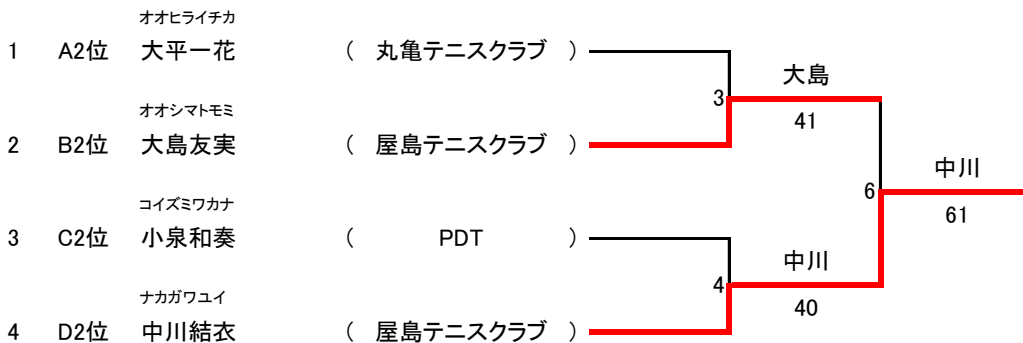 オオヒライチカ
1 A2位 大平一花 ( 丸亀テニスクラブ )
大島
3
オオシマトモミ
41
2 B2位 大島友実 ( 屋島テニスクラブ )
中川
6
コイズミワカナ
61
3 C2位 小泉和奏 ( PDT )
中川
4
ナカガワユイ
40
4 D2位 中川結衣 ( 屋島テニスクラブ )